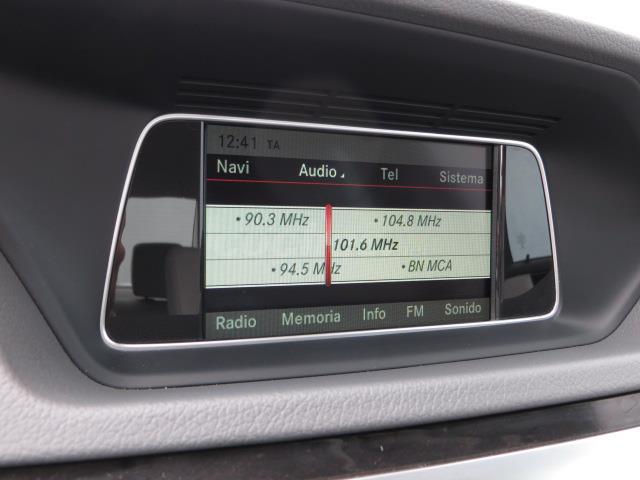 12:41 TA
Navi Audio Tel Sistema
• 90.3 MHz • 104.8 MHz
101.6 MHz
• 94.5 MHz • BN MCA
Radio Memoria Info FM Sonido